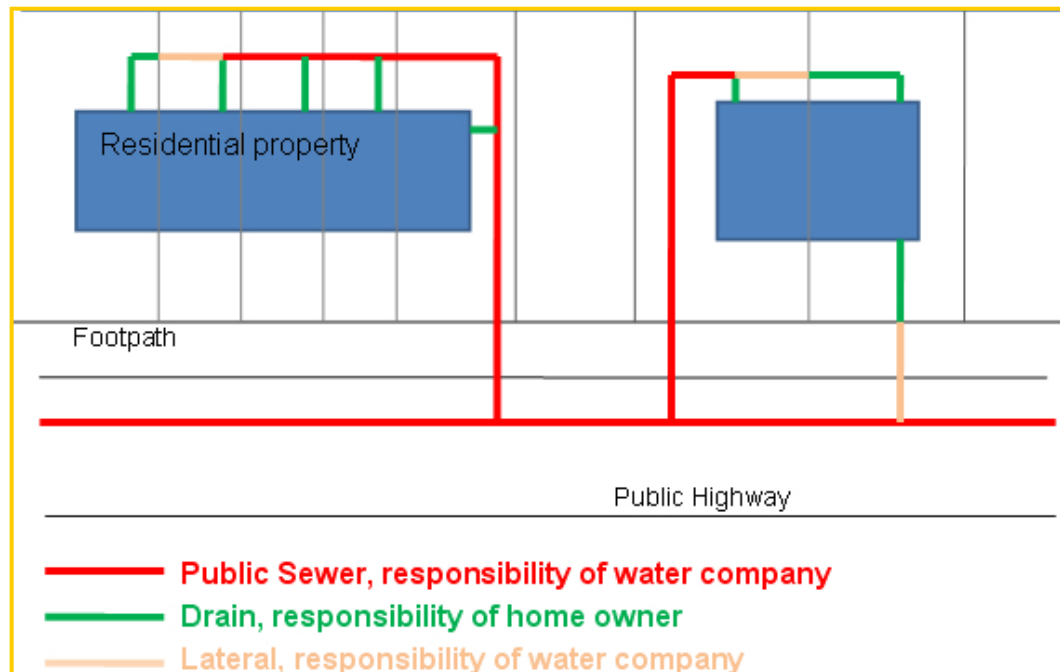 Residential property
Footpath
Public Highway
Public Sewer, responsibility of water company
Drain, responsibility of home owner
Lateral, responsibility of water company